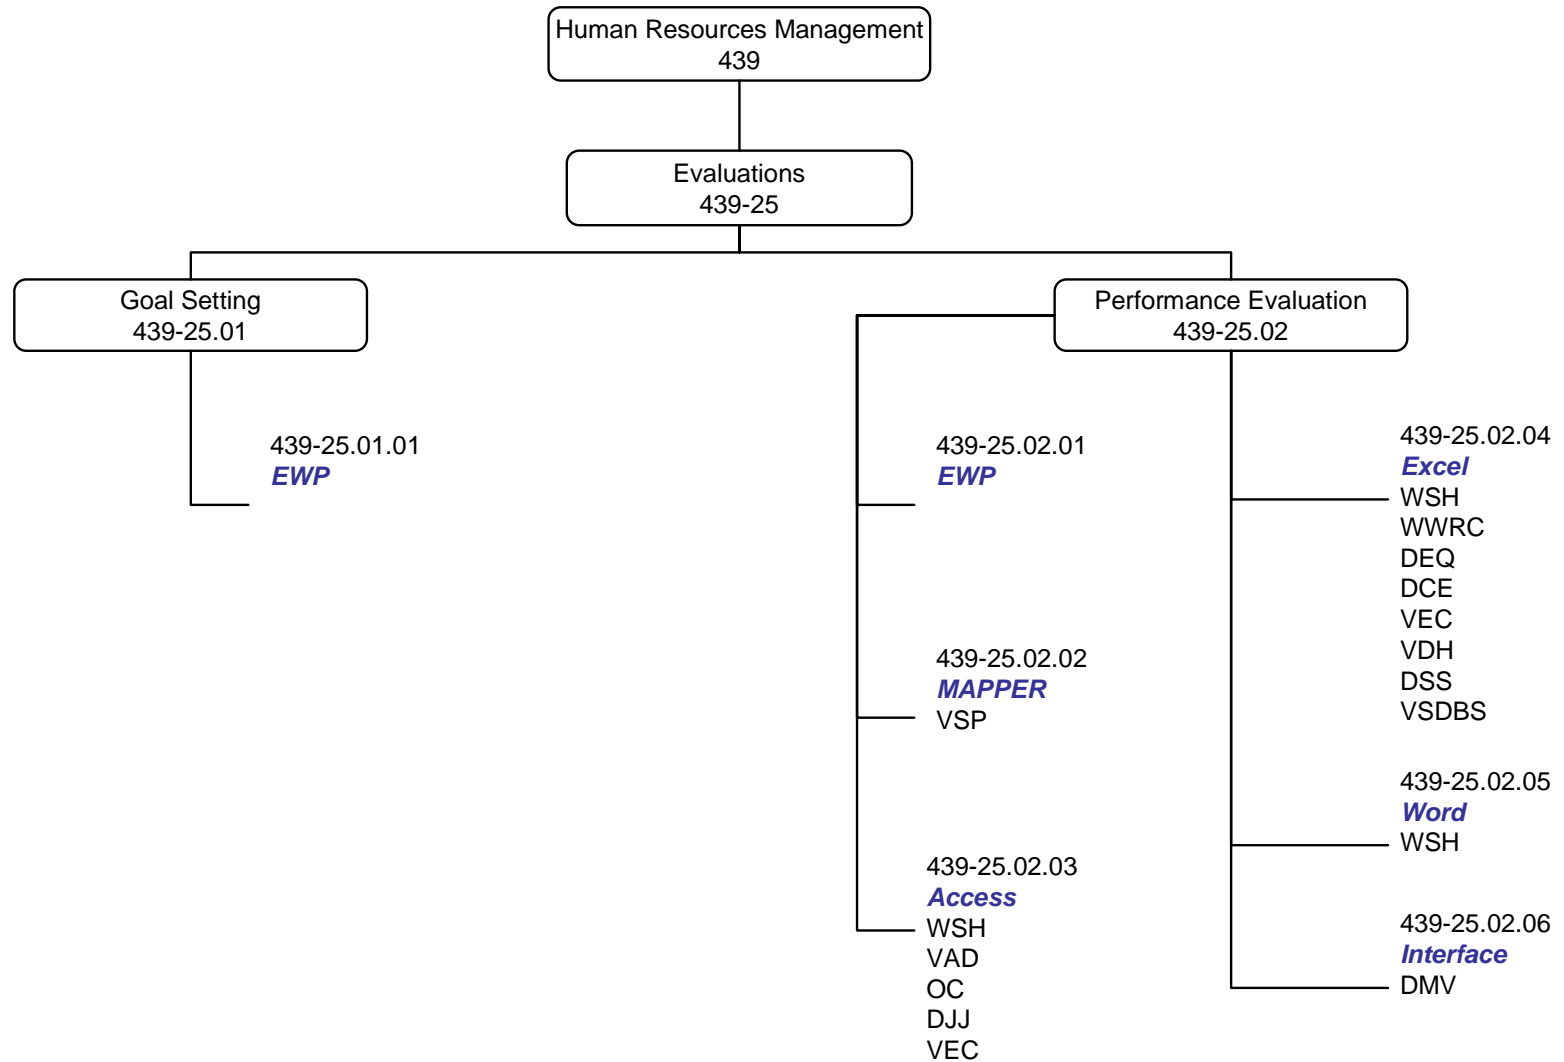 Human Resources Management
439
Evaluations
439-25
Goal Setting
439-25.01
Performance Evaluation
439-25.02
439-25.01.01
EWP
439-25.02.01
EWP
439-25.02.02
MAPPER
VSP
439-25.02.03
Access
WSH
VAD
OC
DJJ
VEC
439-25.02.04
Excel
WSH
WWRC
DEQ
DCE
VEC
VDH
DSS
VSDBS
439-25.02.05
Word
WSH
439-25.02.06
Interface
DMV